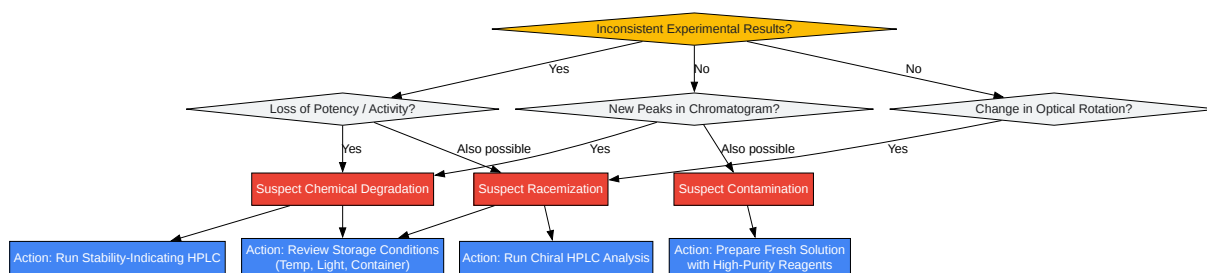 Inconsistent Experimental Results?
Yes
No
No
Loss of Potency / Activity?
New Peaks in Chromatogram?
Change in Optical Rotation?
Yes
Also possible
Yes
Also possible
Yes
Suspect Chemical Degradation
Suspect Racemization
Suspect Contamination
Action: Run Stability-Indicating HPLC
Action: Review Storage Conditions
(Temp, Light, Container)
Action: Run Chiral HPLC Analysis
Action: Prepare Fresh Solution
with High-Purity Reagents